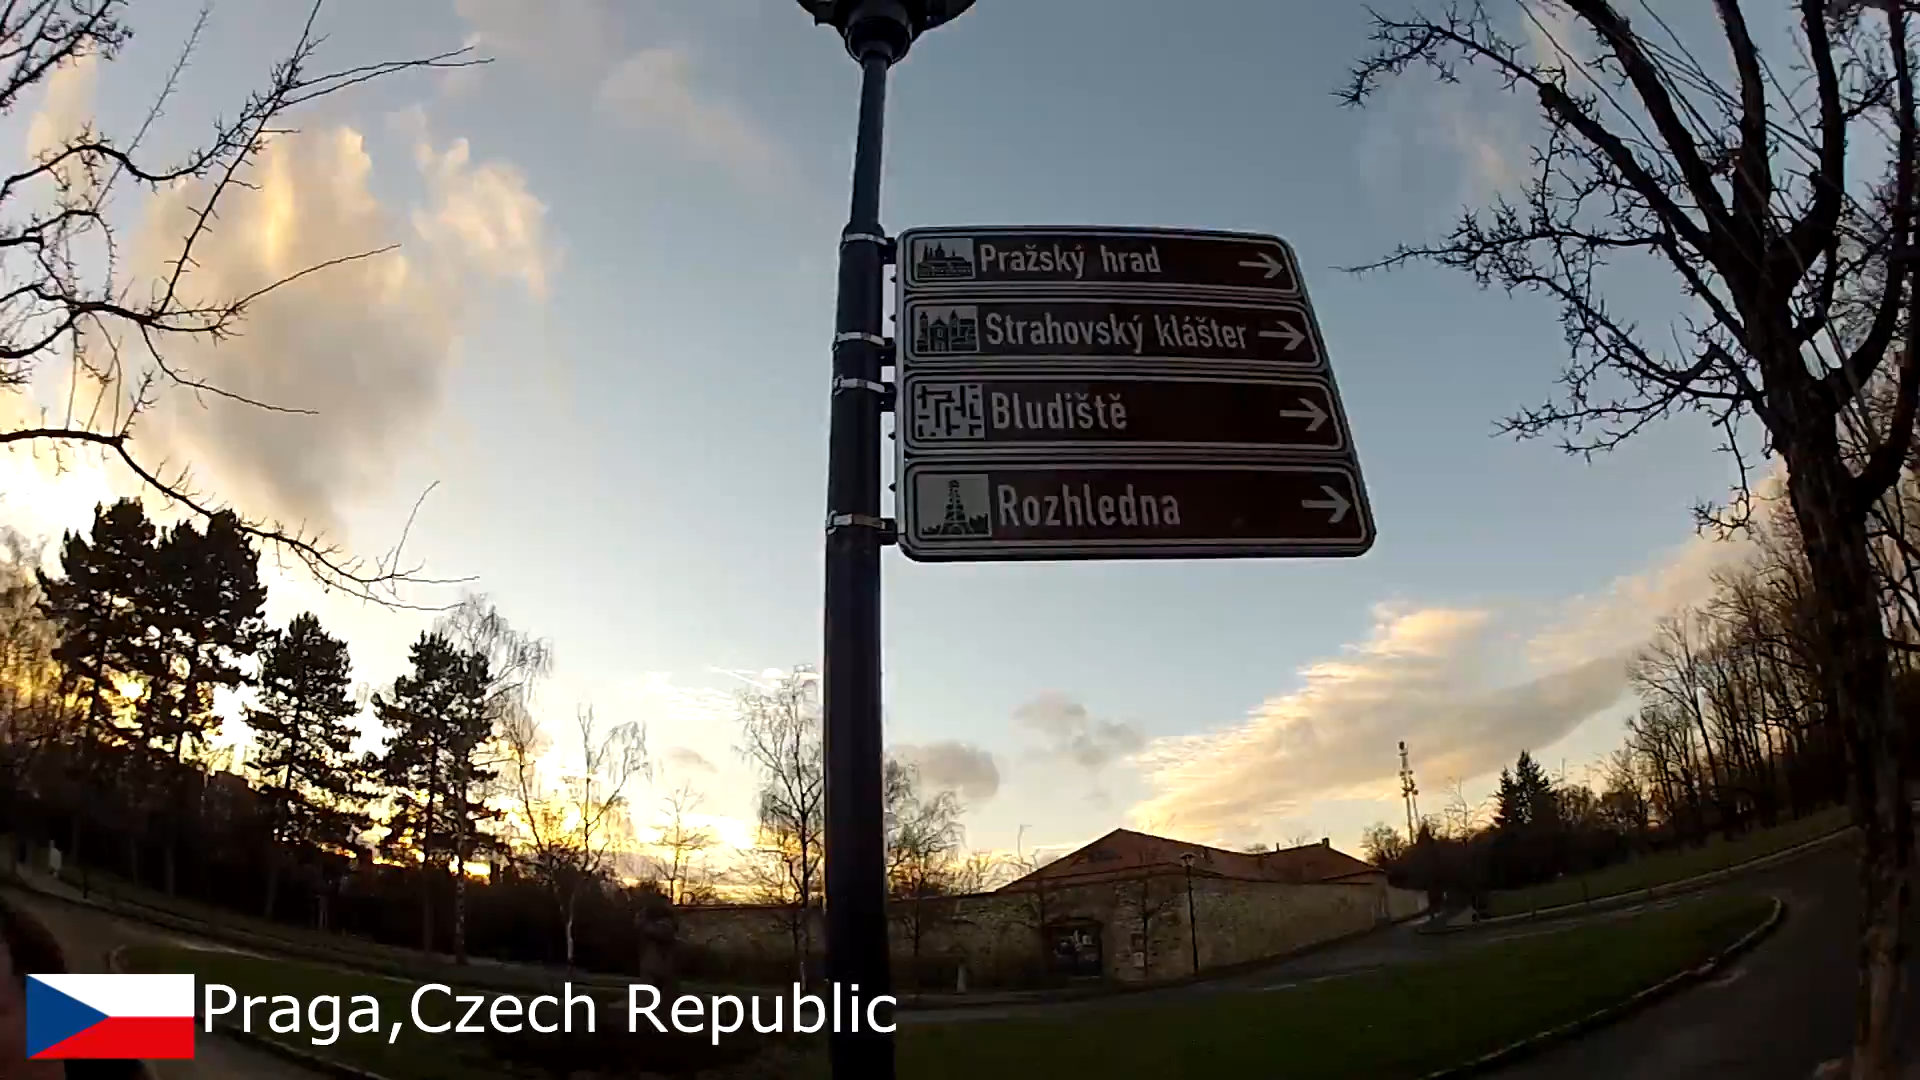 Pražský hrad
Strahovský klášter
Bludiště
Rozhledna
Praga,Czech Republic